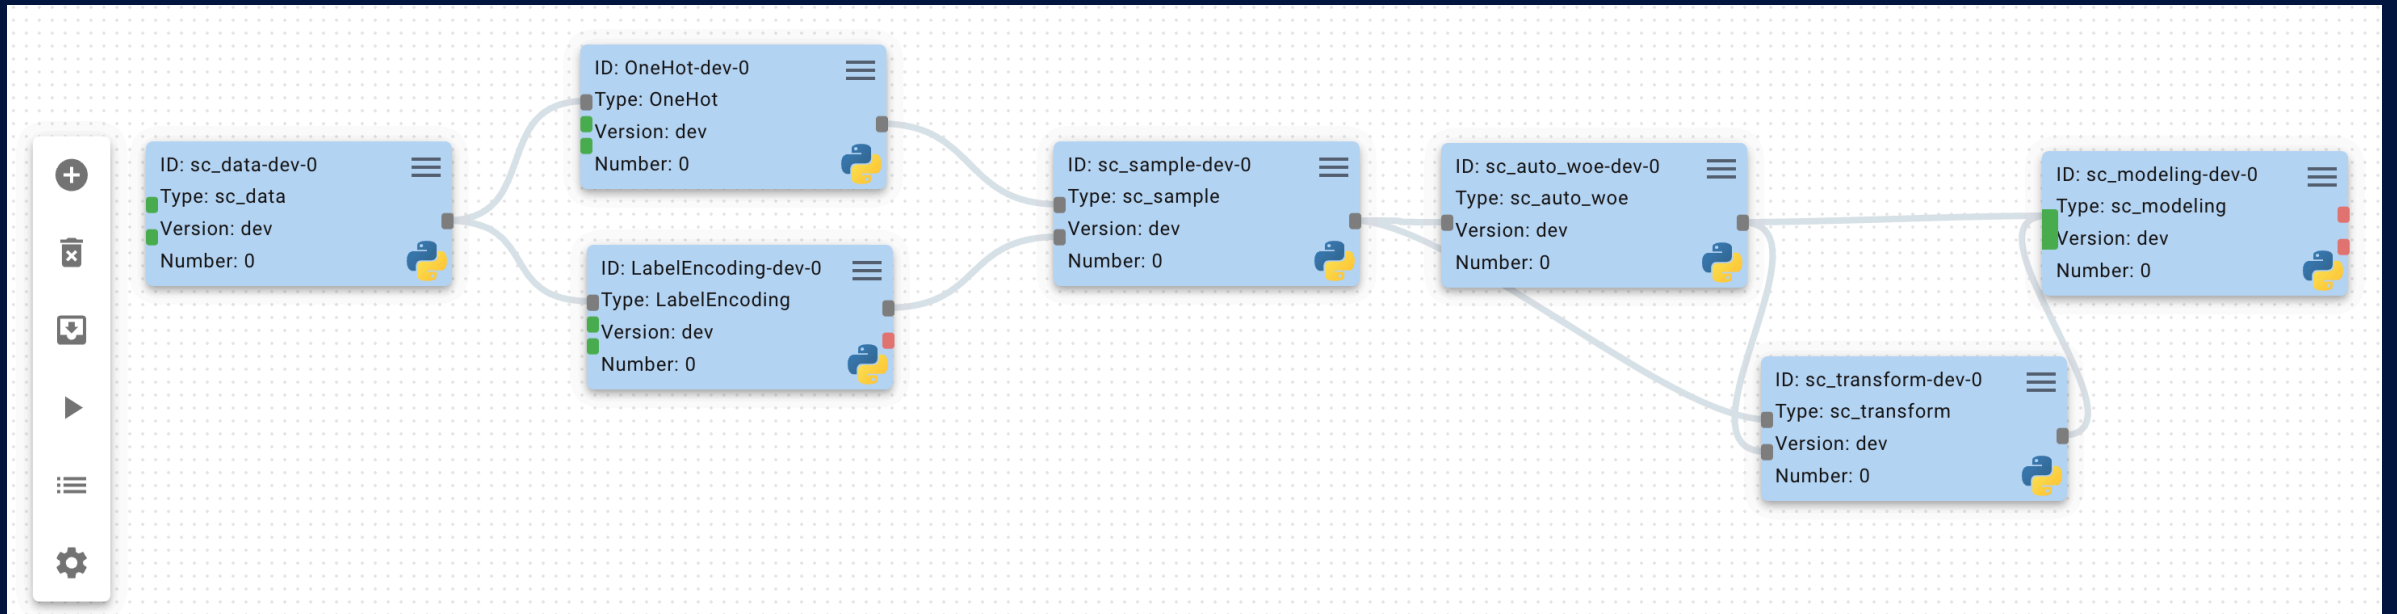 ID: sc_data-dev-0
Type: sc_data
Version: dev
Number: 0
ID: OneHot-dev-0
Type: OneHot
Version: dev
Number: 0
ID: LabelEncoding-dev-0
Type: LabelEncoding
Version: dev
Number: 0
ID: sc_sample-dev-0
Type: sc_sample
Version: dev
Number: 0
ID: sc_auto_woe-dev-0
Type: sc_auto_woe
Version: dev
Number: 0
ID: sc_transform-dev-0
Type: sc_transform
Version: dev
Number: 0
ID: sc_modeling-dev-0
Type: sc_modeling
Version: dev
Number: 0